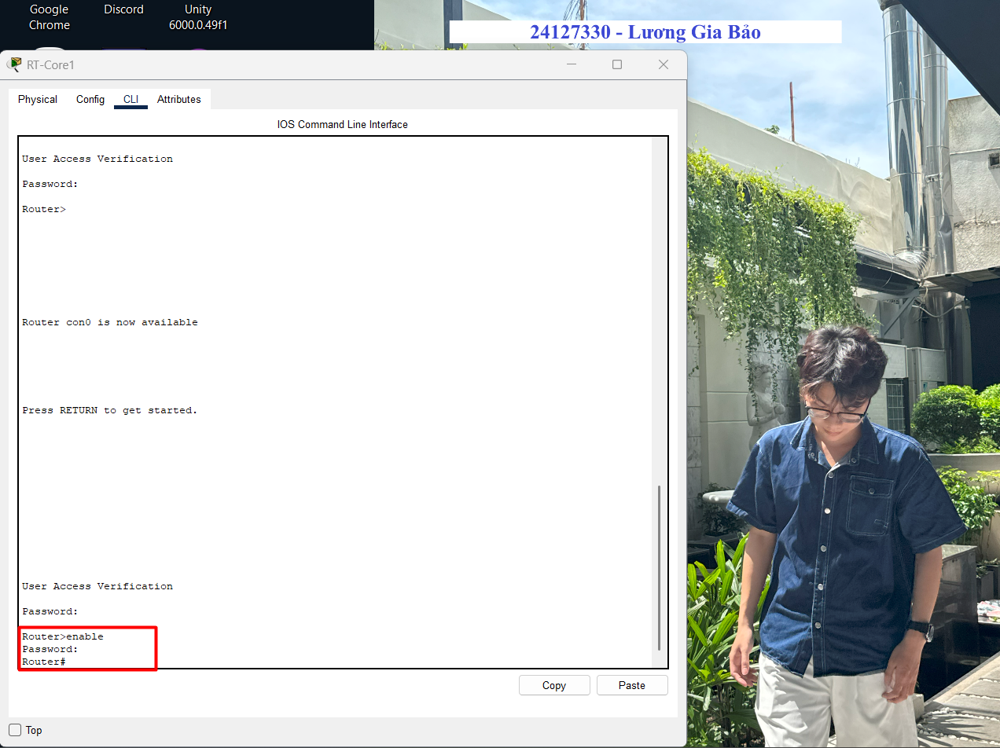 Google
Chrome
Discord
Unity
6000.0.49f1
24127330 - Lương Gia Bảo
RT-Core1
Physical
Config
CLI
Attributes
IOS Command Line Interface
User Access Verification
Password:
Router>
Router con0 is now available
Press RETURN to get started.
User Access Verification
Password:
Router>enable
Password:
Router#
Copy
Paste
Top